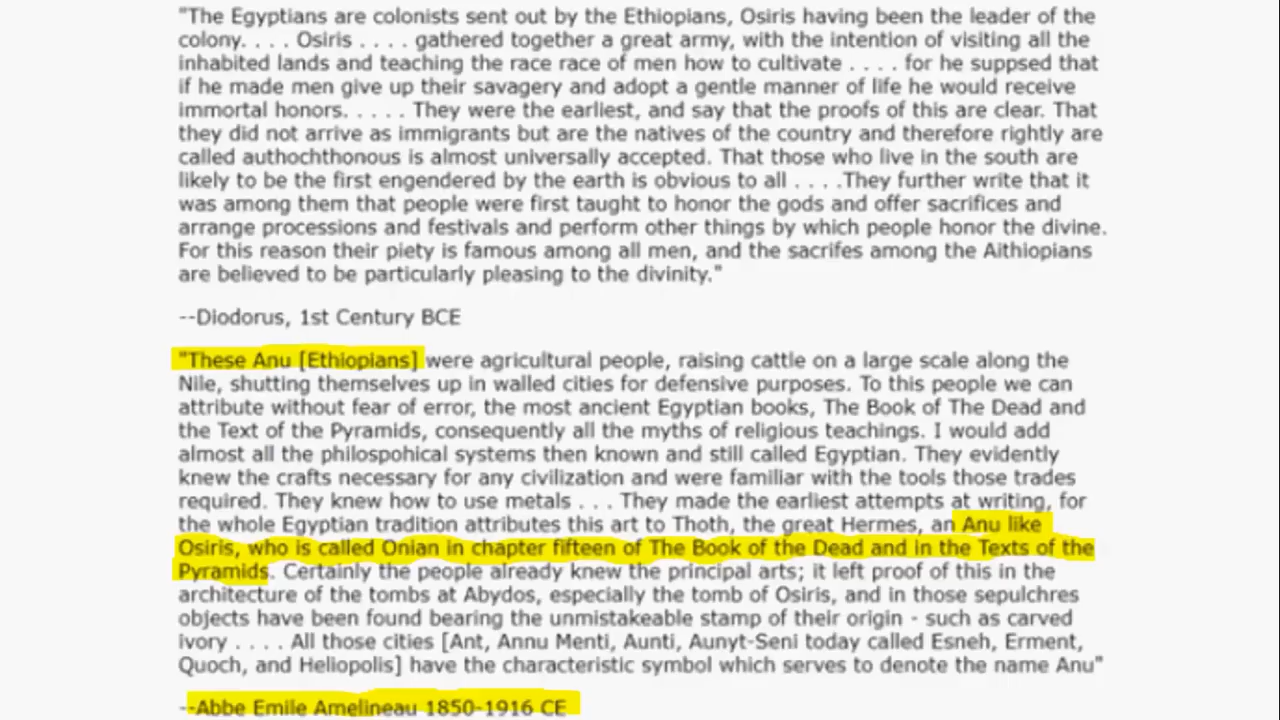 "The Egyptians are colonists sent out by the Ethiopians, Osiris having been the leader of the
colony. . . . Osiris . . . . gathered together a great army, with the intention of visiting all the
inhabited lands and teaching the race race of men how to cultivate . . . . for he suppsed that
if he made men give up their savagery and adopt a gentle manner of life he would receive
immortal honors. . . . . They were the earliest, and say that the proofs of this are clear. That
they did not arrive as immigrants but are the natives of the country and therefore rightly are
called authochthonous is almost universally accepted. That those who live in the south are
likely to be the first engendered by the earth is obvious to all . . . .They further write that it
was among them that people were first taught to honor the gods and offer sacrifices and
arrange processions and festivals and perform other things by which people honor the divine.
For this reason their piety is famous among all men, and the sacrifes among the Aithiopians
are believed to be particularly pleasing to the divinity."
--Diodorus, 1st Century BCE
"These Anu [Ethiopians] were agricultural people, raising cattle on a large scale along the
Nile, shutting themselves up in walled cities for defensive purposes. To this people we can
attribute without fear of error, the most ancient Egyptian books, The Book of The Dead and
the Text of the Pyramids, consequently all the myths of religious teachings. I would add
almost all the philospohical systems then known and still called Egyptian. They evidently
knew the crafts necessary for any civilization and were familiar with the tools those trades
required. They knew how to use metals . . . They made the earliest attempts at writing, for
the whole Egyptian tradition attributes this art to Thoth, the great Hermes, an Anu like
Osiris, who is called Onian in chapter fifteen of The Book of the Dead and in the Texts of the
Pyramids. Certainly the people already knew the principal arts; it left proof of this in the
architecture of the tombs at Abydos, especially the tomb of Osiris, and in those sepulchres
objects have been found bearing the unmistakeable stamp of their origin - such as carved
ivory . . . . All those cities [Ant, Annu Menti, Aunti, Aunyt-Seni today called Esneh, Erment,
Quoch, and Heliopolis] have the characteristic symbol which serves to denote the name Anu"
--Abbe Emile Amelineau 1850-1916 CE